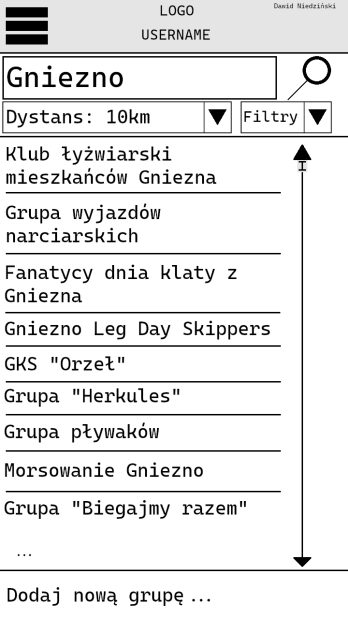 LOGO
Dawid Niedziński
USERNAME
Gniezno
Dystans: 10km
Filtry
Klub łyżwiarski
mieszkańców Gniezna
Grupa wyjazdów
narciarskich
Fanatycy dnia klaty z
Gniezna
Gniezno Leg Day Skippers
GKS "Orzeł"
Grupa "Herkules"
Grupa pływaków
Morsowanie Gniezno
Grupa "Biegajmy razem"
...
Dodaj nową grupę...